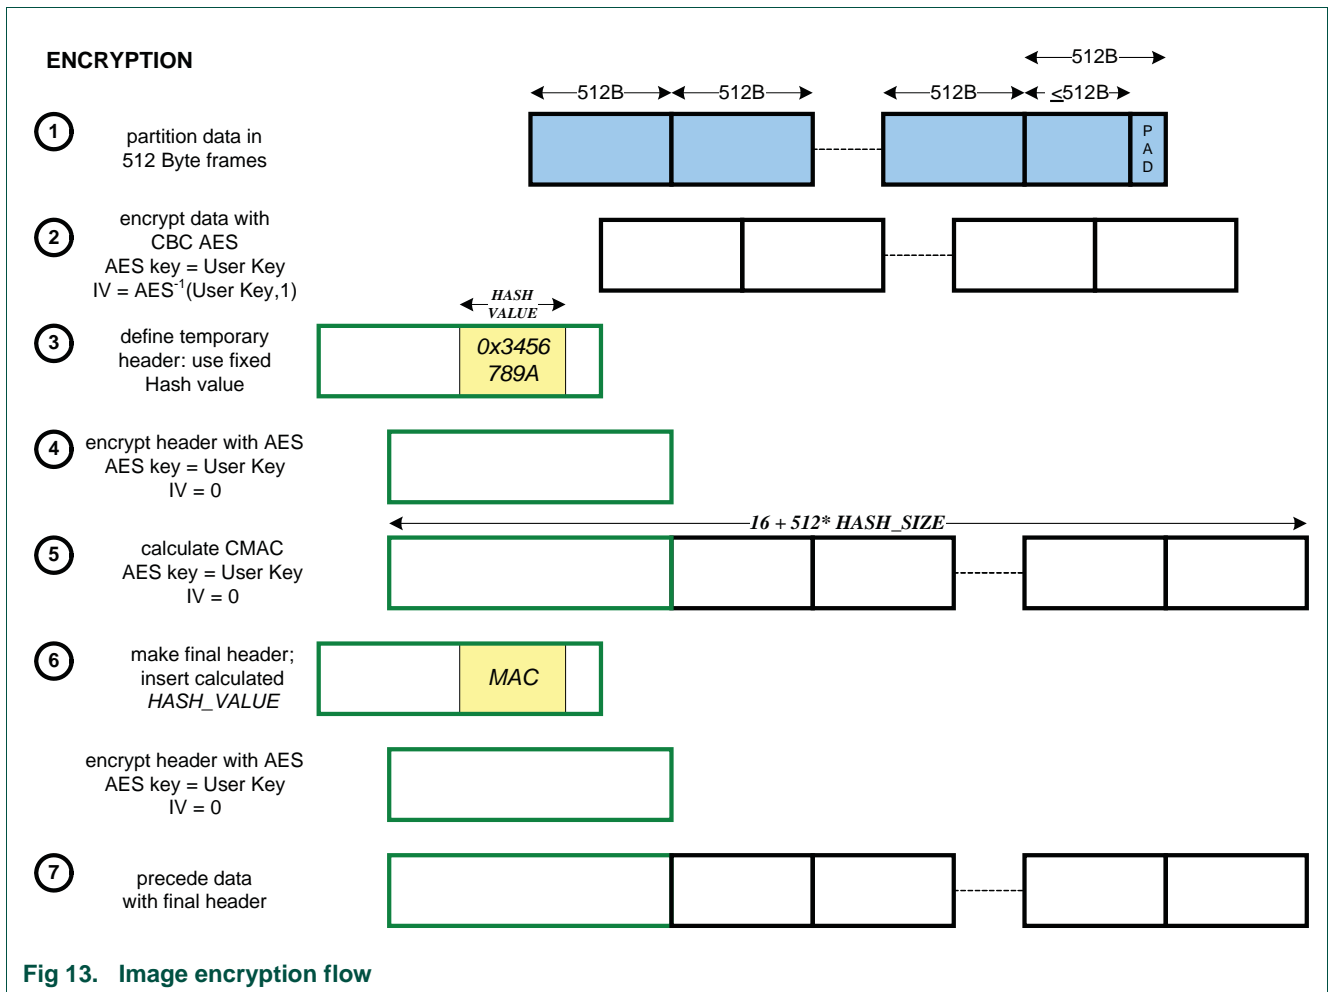 ENCRYPTION
512B
512B
512B
512B
≤512B
1
partition data in
512 Byte frames
P
A
D
2
encrypt data with
CBC AES
AES key = User Key
IV = AES⁻¹(User Key,1)
HASH
VALUE
3
define temporary
header: use fixed
Hash value
0x3456
789A
4
encrypt header with AES
AES key = User Key
IV = 0
16 + 512* HASH_SIZE
5
calculate CMAC
AES key = User Key
IV = 0
6
make final header;
insert calculated
HASH_VALUE
MAC
encrypt header with AES
AES key = User Key
IV = 0
7
precede data
with final header
Fig 13. Image encryption flow